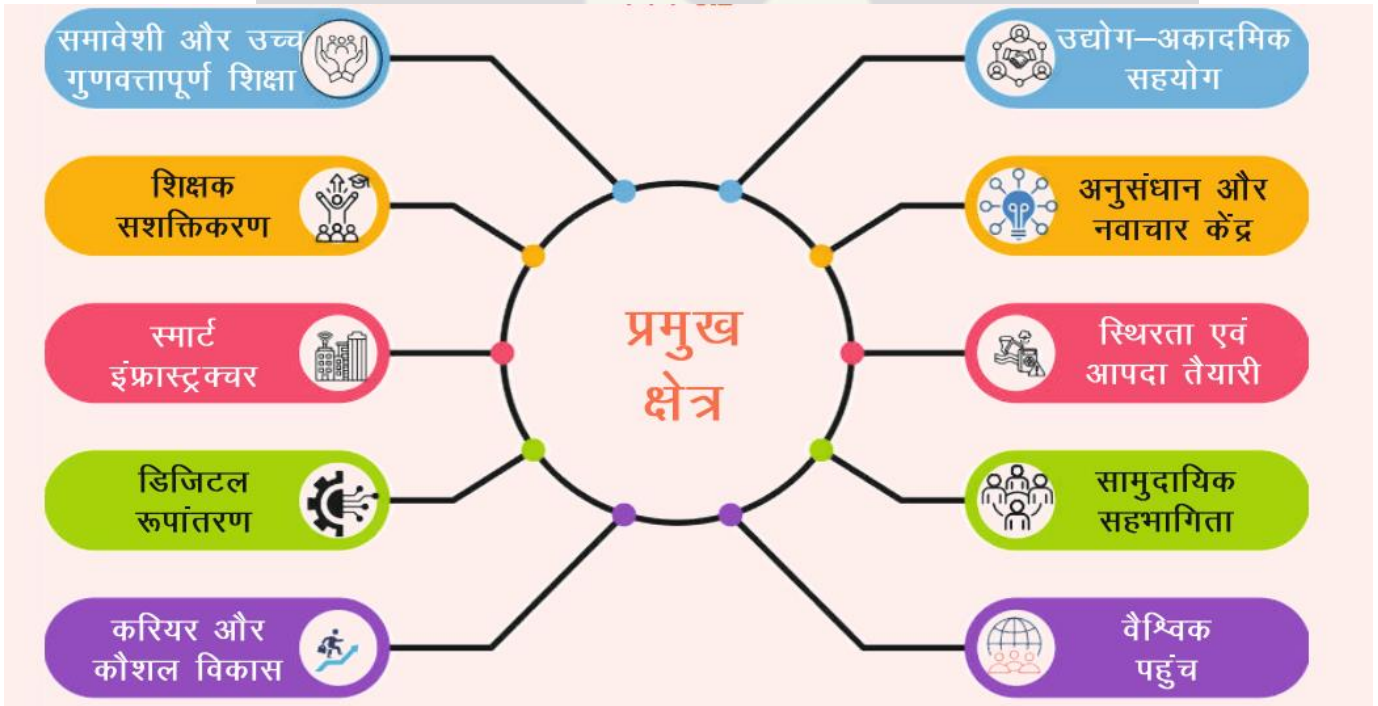 समावेशी और उच्च
गुणवत्तापूर्ण शिक्षा
शिक्षक
सशक्तिकरण
स्मार्ट
इंफ्रास्ट्रक्चर
डिजिटल
रूपांतरण
करियर और
कौशल विकास
प्रमुख
क्षेत्र
उद्योग–अकादमिक
सहयोग
अनुसंधान और
नवाचार केंद्र
स्थिरता एवं
आपदा तैयारी
सामुदायिक
सहभागिता
वैश्विक
पहुंच